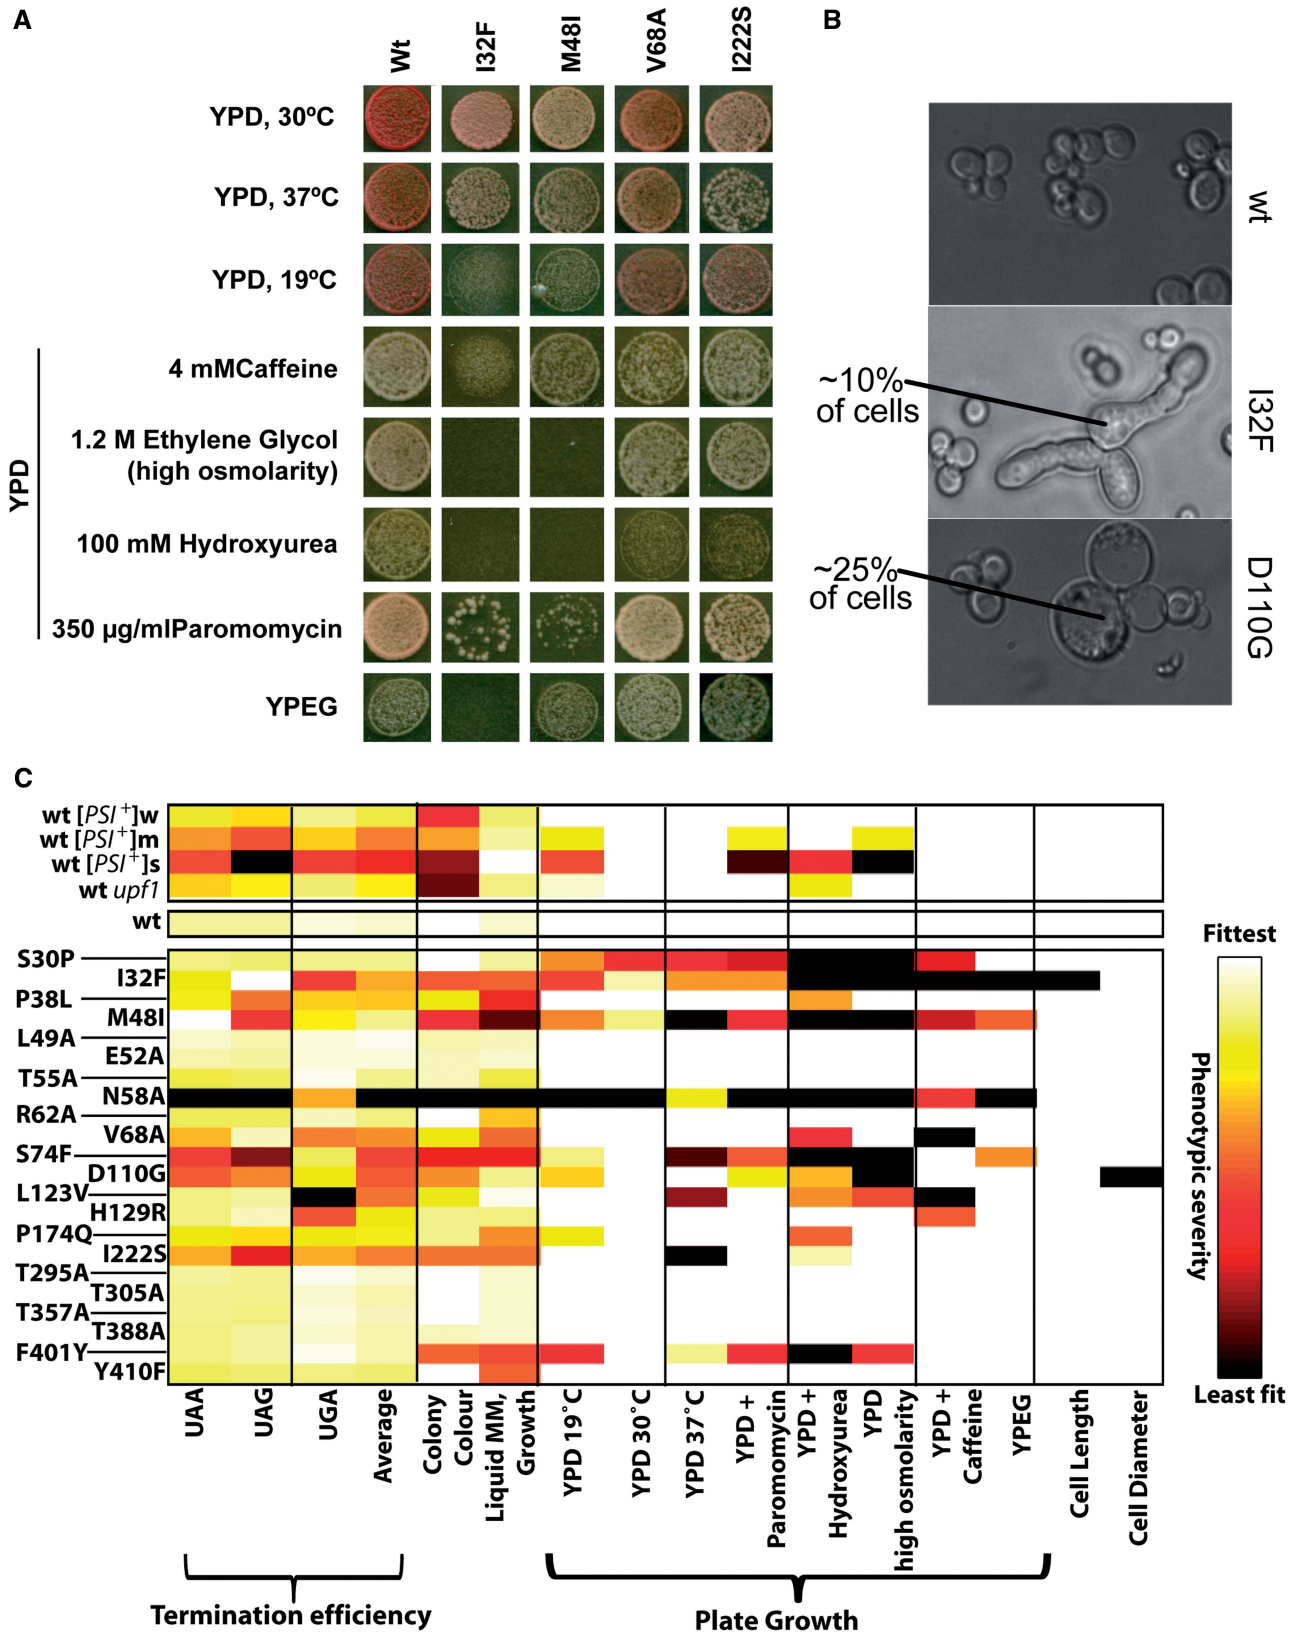 A
B
Wt
I32F
M48I
V68A
I222S
YPD, 30ºC
YPD, 37ºC
YPD, 19ºC
4 mMCaffeine
1.2 M Ethylene Glycol
(high osmolarity)
100 mM Hydroxyurea
350 µg/mlParomomycin
YPEG
YPD
wt
~10%
of cells
I32F
~25%
of cells
D110G
C
wt [PSI+]w
wt [PSI+]m
wt [PSI+]s
wt upf1
wt
S30P
I32F
P38L
M48I
L49A
E52A
T55A
N58A
R62A
V68A
S74F
D110G
L123V
H129R
P174Q
I222S
T295A
T305A
T357A
T388A
F401Y
Y410F
UAA
UAG
UGA
Average
Colony
Colour
Liquid MM,
Growth
YPD 19˚C
YPD 30˚C
YPD 37˚C
YPD +
Paromomycin
YPD +
Hydroxyurea
YPD
high osmolarity
YPD +
Caffeine
YPEG
Cell Length
Cell Diameter
Termination efficiency
Plate Growth
Fittest
Phenotypic severity
Least fit